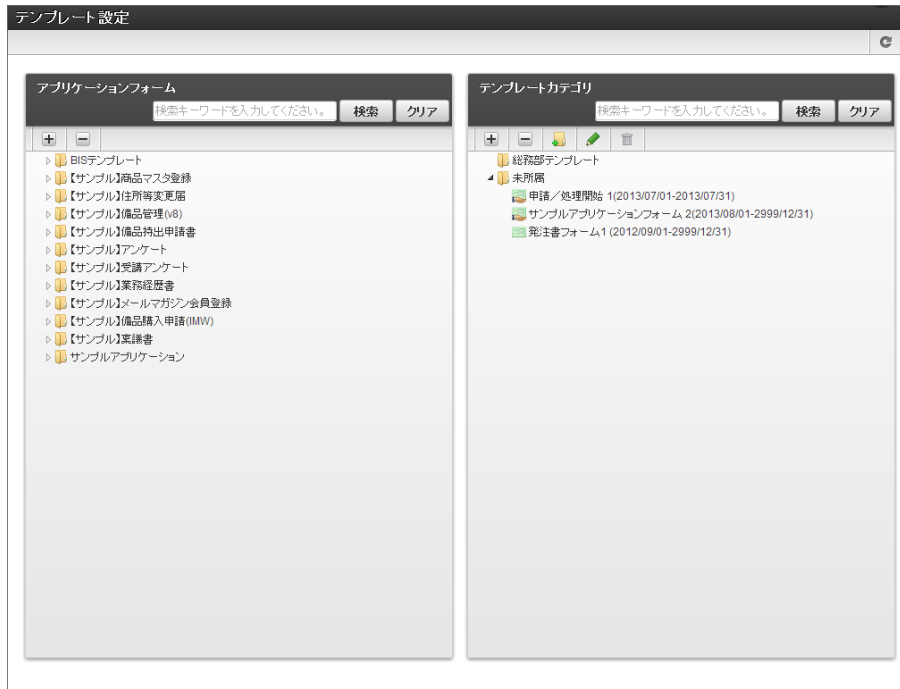 テンプレート設定
アプリケーションフォーム
検索キーワードを入力してください。 検索 クリア
BISテンプレート
【サンプル】商品マスタ登録
【サンプル】住所等変更届
【サンプル】備品管理(v8)
【サンプル】備品持出申請書
【サンプル】アンケート
【サンプル】受講アンケート
【サンプル】業務経歴書
【サンプル】メールマガジン会員登録
【サンプル】備品購入申請(IMW)
【サンプル】稟議書
サンプルアプリケーション
テンプレートカテゴリ
検索キーワードを入力してください。 検索 クリア
総務部テンプレート
未所属
申請／処理開始 1(2013/07/01-2013/07/31)
サンプルアプリケーションフォーム 2(2013/08/01-2999/12/31)
発注書フォーム1 (2012/09/01-2999/12/31)